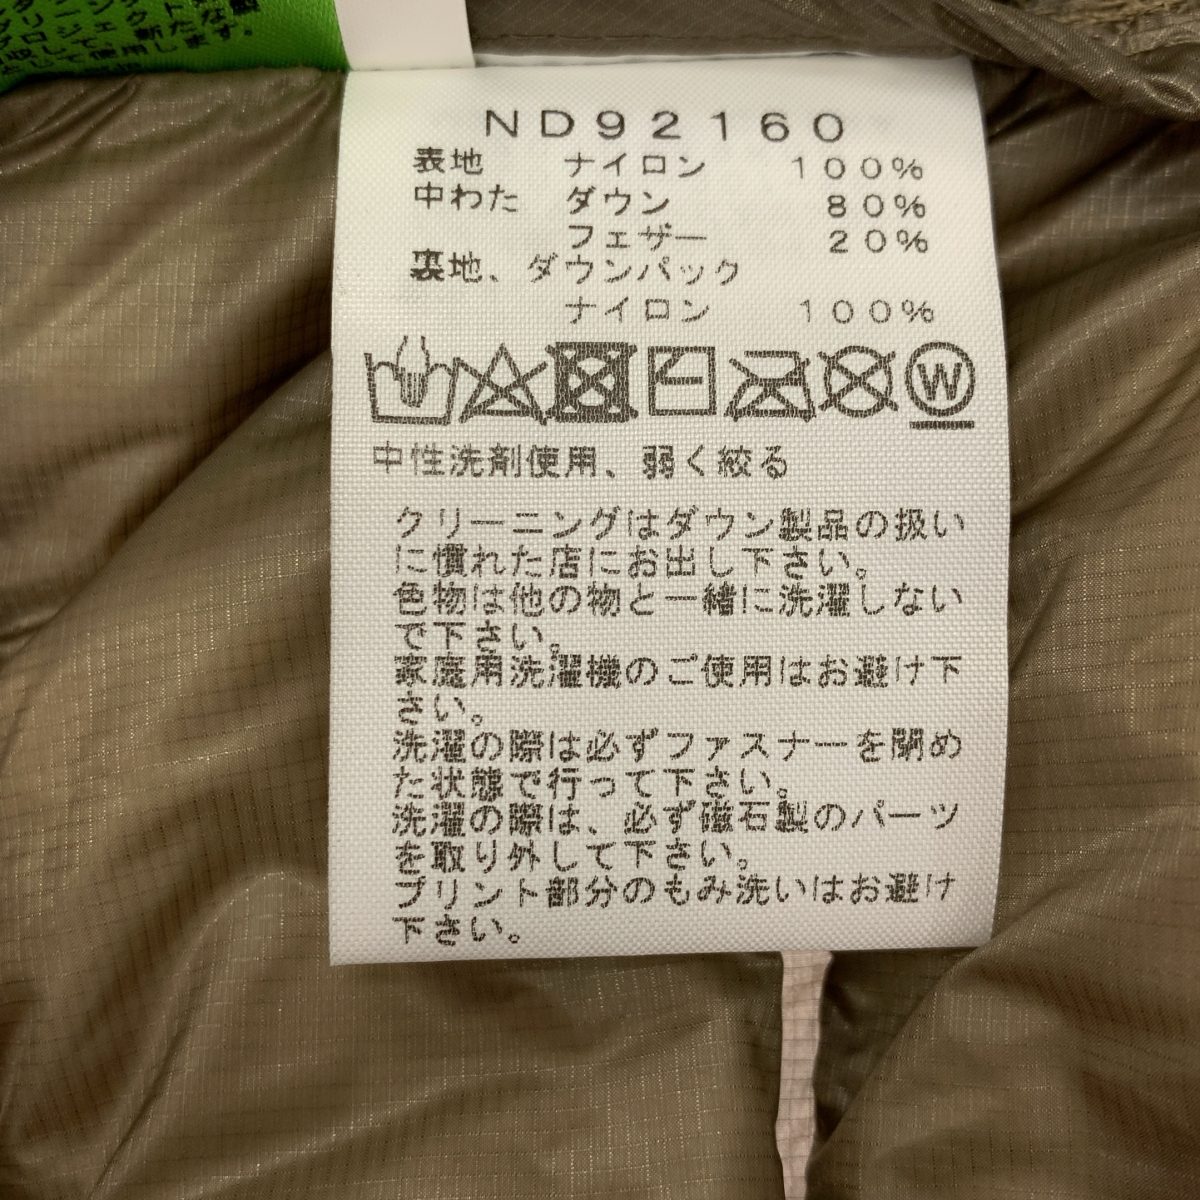 ND92160
表地 ナイロン 100%
中わた ダウン 80%
フェザー 20%
裏地、ダウンパック
ナイロン 100%
W
中性洗剤使用、弱く絞る
クリーニングはダウン製品の扱い
に慣れた店にお出し下さい。
色物は他の物と一緒に洗濯しない
で下さい。
家庭用洗濯機のご使用はお避け下
さい。
洗濯の際は必ずファスナーを閉め
た状態で行って下さい。
洗濯の際は、必ず磁石製のパーツ
を取り外して下さい。
プリント部分のもみ洗いはお避け
下さい。